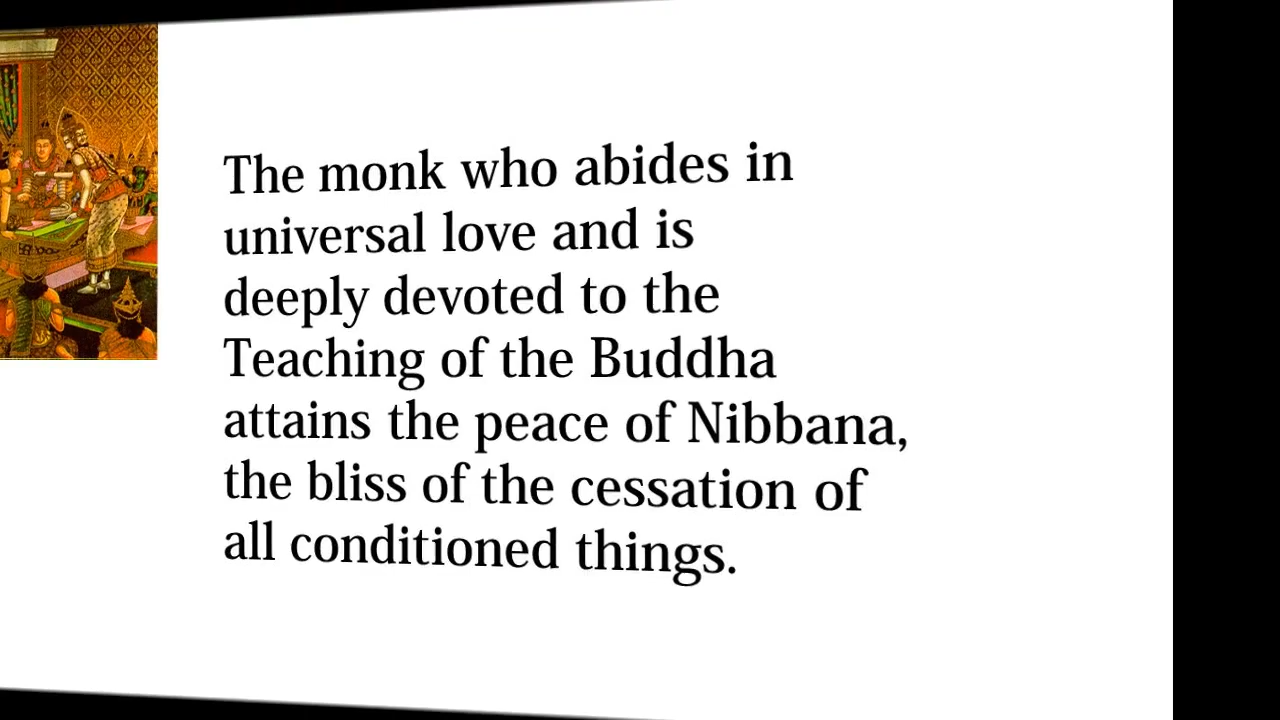 The monk who abides in
universal love and is
deeply devoted to the
Teaching of the Buddha
attains the peace of Nibbana,
the bliss of the cessation of
all conditioned things.